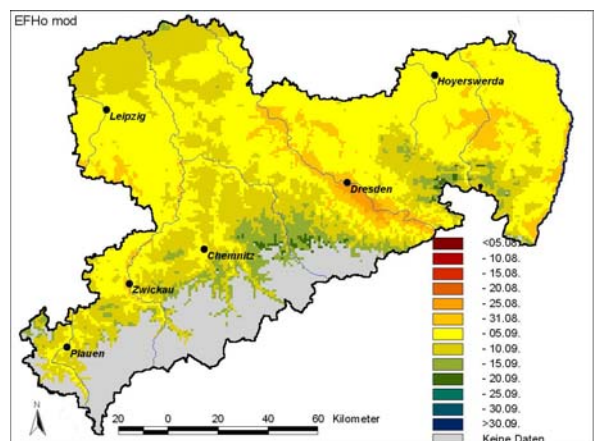 EFHo mod
Hoyerswerda
Leipzig
Dresden
Chemnitz
Zwickau
Plauen
<05.08.
- 10.08.
- 15.08.
- 20.08.
- 25.08.
- 31.08.
- 05.09.
- 10.09.
- 15.09.
- 20.09.
- 25.09.
- 30.09.
>30.09.
Keine Daten
N
20 0 20 40 60 Kilometer